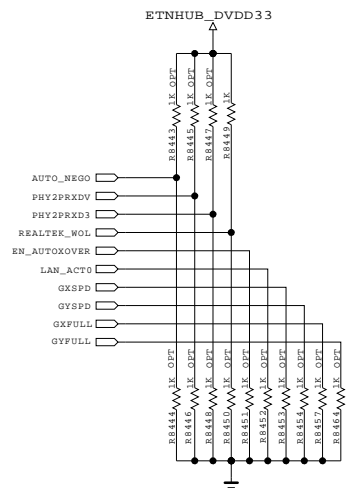 ETNHUB_DVDD33
R8443 1K OPT
R8445 1K OPT
R8447 1K OPT
R8449 1K
AUTO_NEGO
PHY2PRXDV
PHY2PRXD3
REALTEK_WOL
EN_AUTOXOVER
LAN_ACT0
GXSPD
GYSPD
GXFULL
GYFULL
R8444 1K OPT
R8446 1K OPT
R8448 1K OPT
R8450 1K OPT
R8451 1K OPT
R8452 1K OPT
R8453 1K OPT
R8454 1K OPT
R8457 1K OPT
R8464 1K OPT